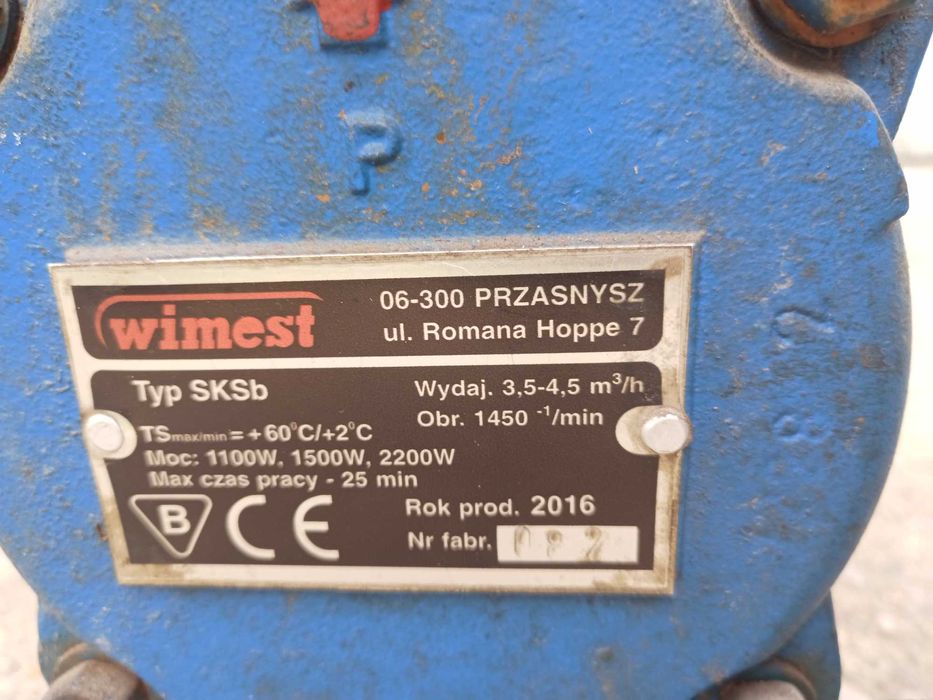 P
wimest
06-300 PRZASNYSZ
ul. Romana Hoppe 7
Typ SKSb
Wydaj. 3,5-4,5 m³/h
Obr. 1450 ⁻¹/min
TSmax/min = +60°C/+2°C
Moc: 1100W, 1500W, 2200W
Max czas pracy - 25 min
B CE
Rok prod. 2016
Nr fabr.